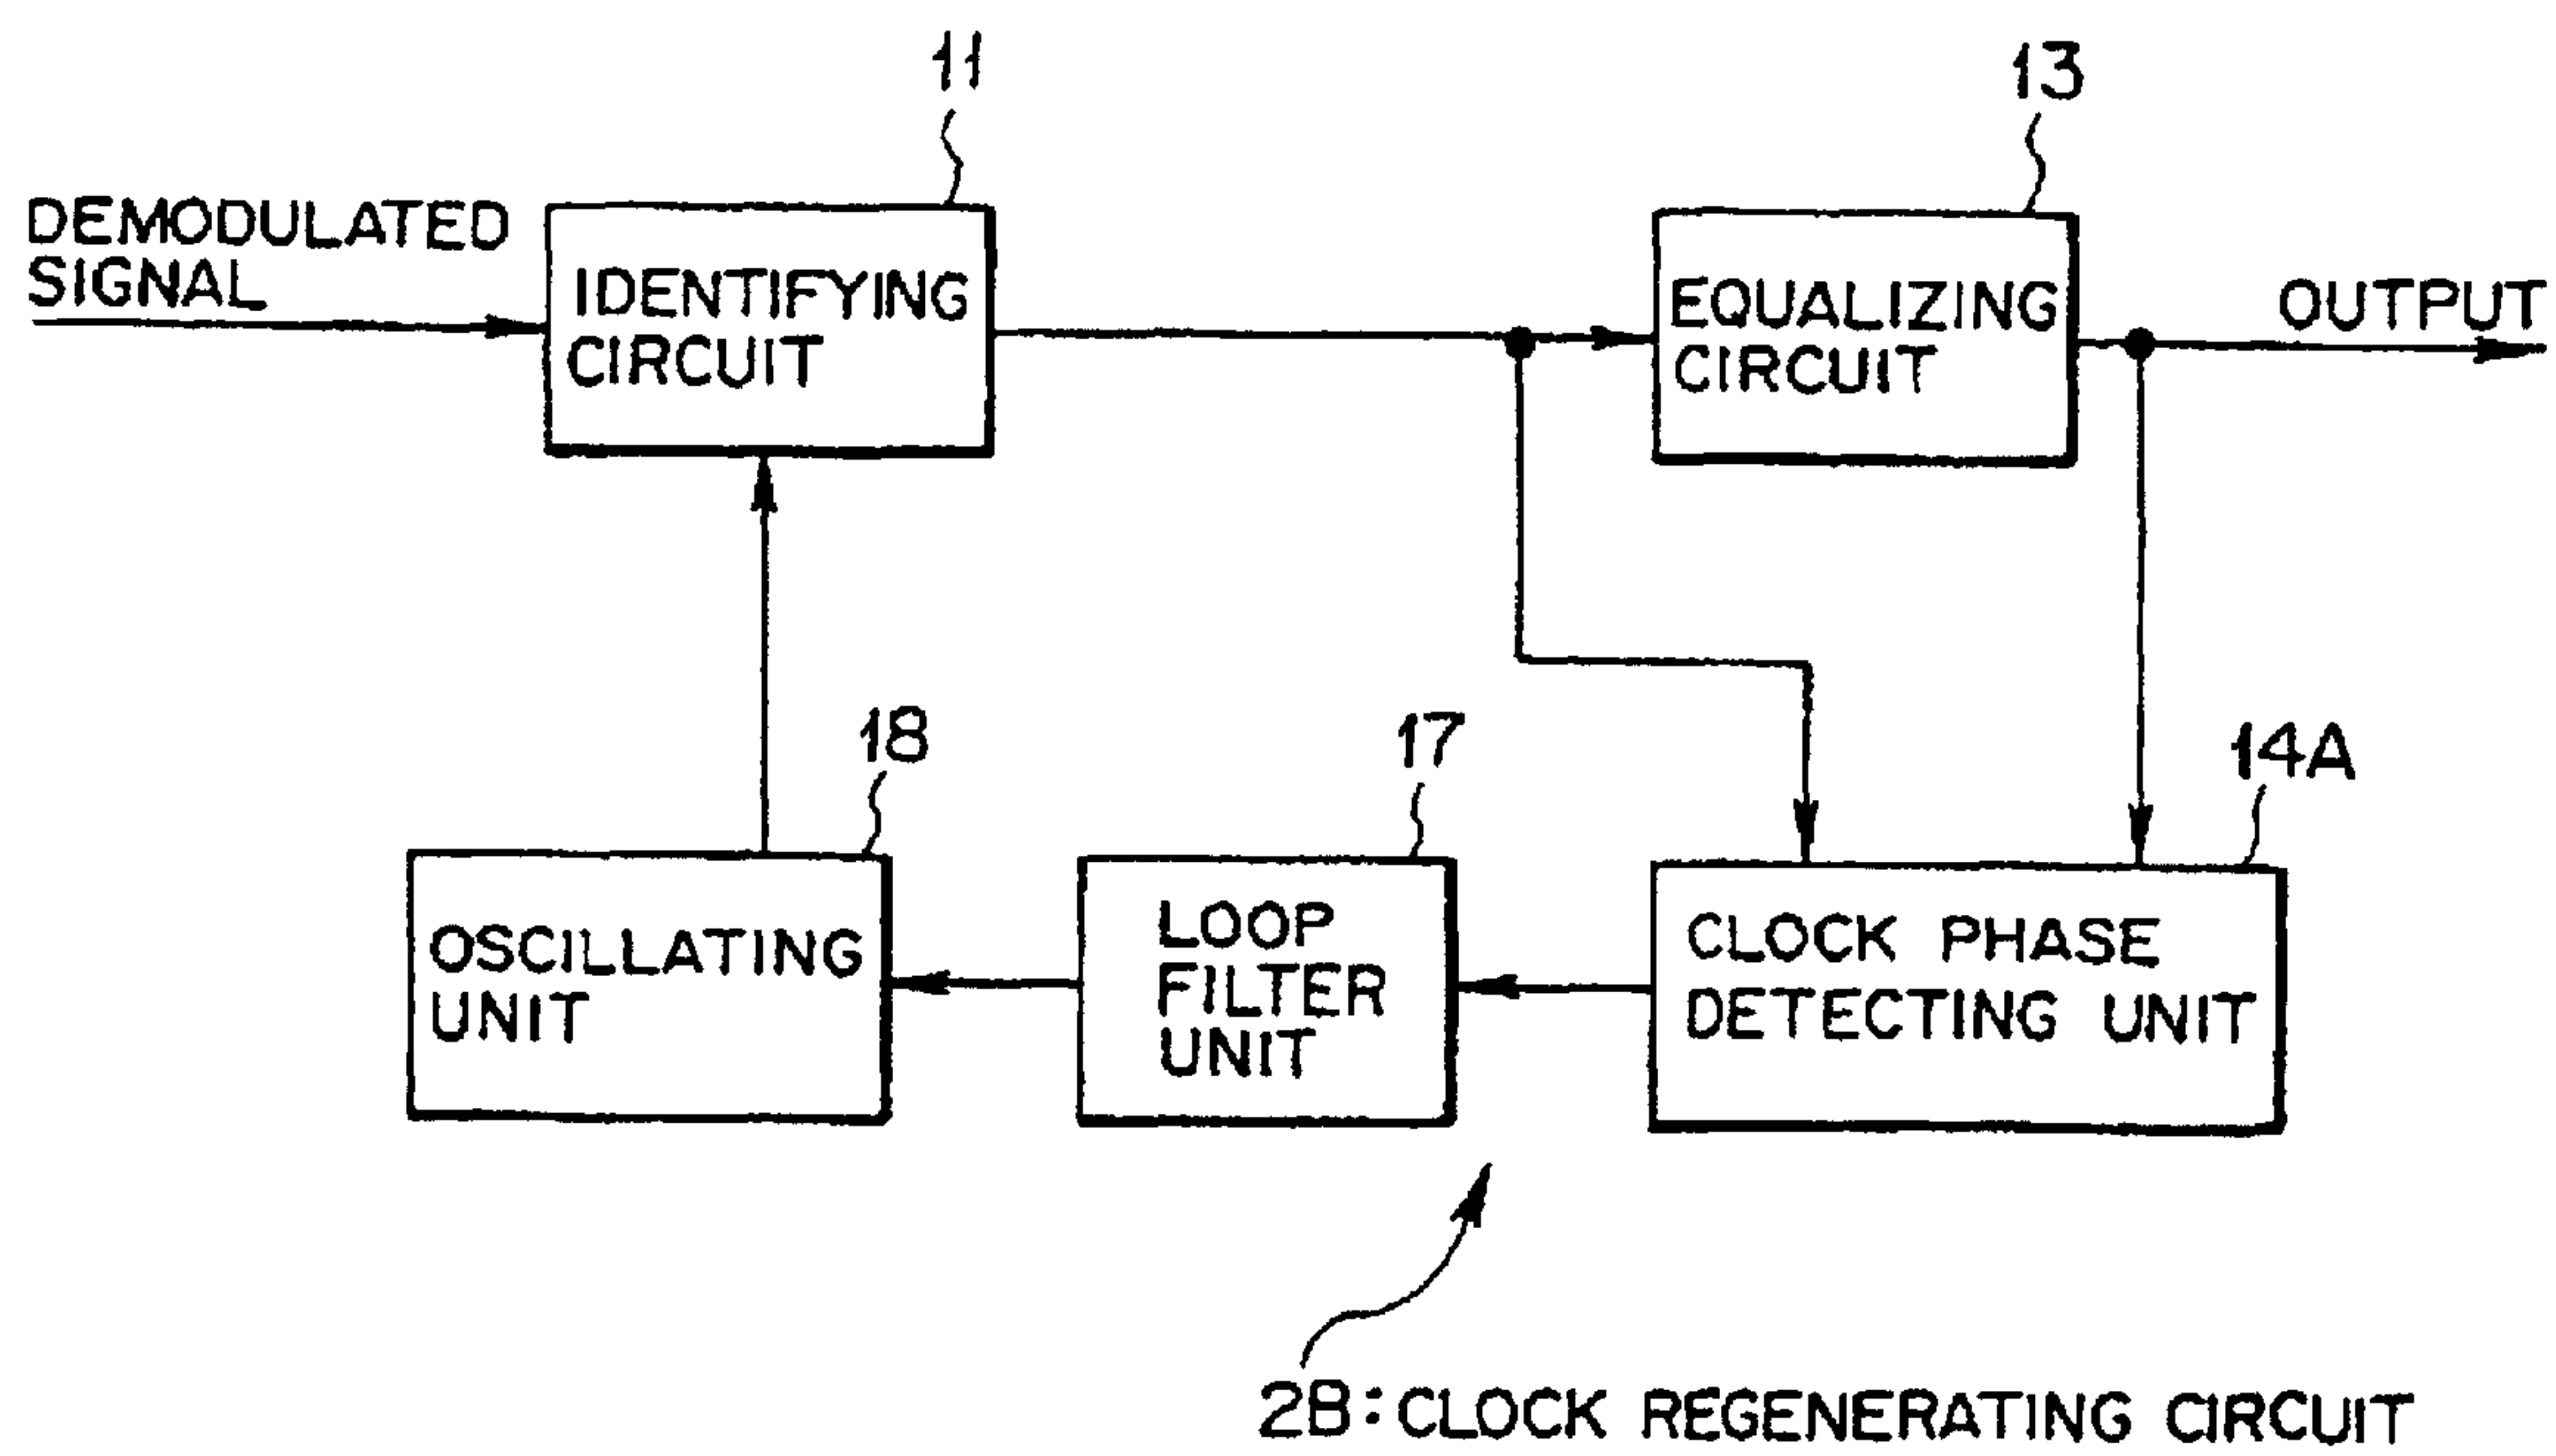 11
13
DEMODULATED
SIGNAL
IDENTIFYING
CIRCUIT
EQUALIZING
CIRCUIT
OUTPUT
18
17
14A
OSCILLATING
UNIT
LOOP
FILTER
UNIT
CLOCK PHASE
DETECTING UNIT
2B: CLOCK REGENERATING CIRCUIT